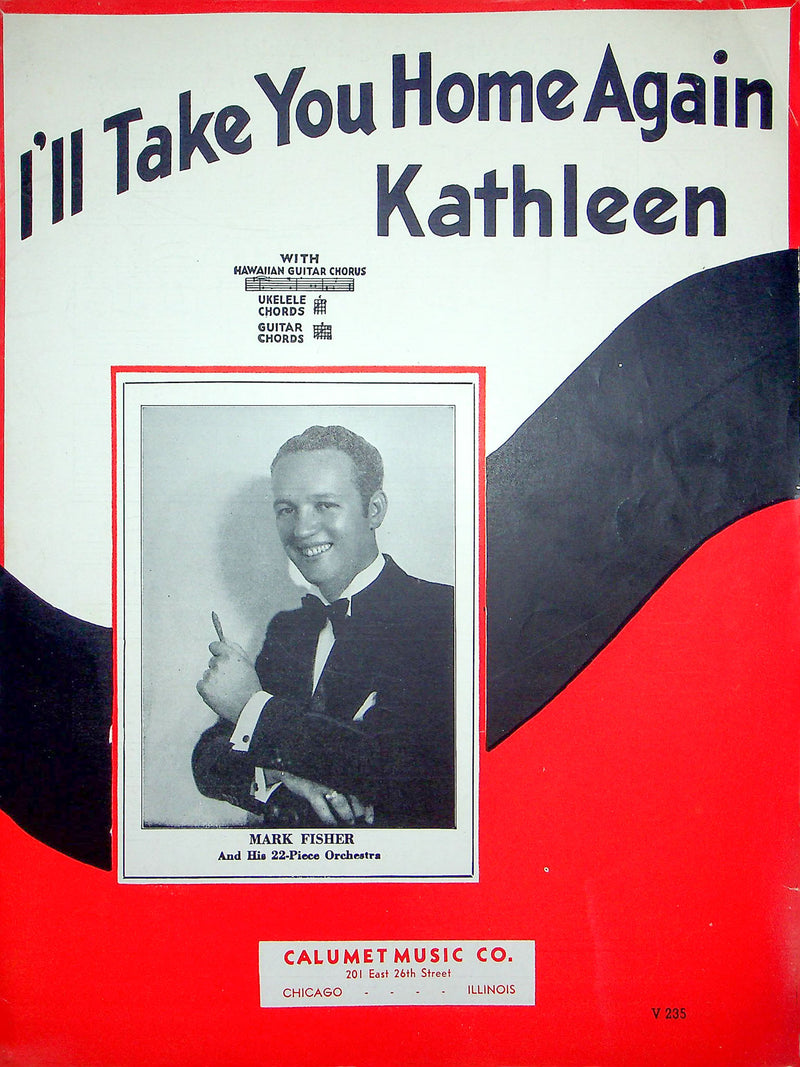 I'll Take You Home Again
Kathleen
WITH
HAWAIIAN GUITAR CHORUS
UKELELE
CHORDS
GUITAR
CHORDS
MARK FISHER
And His 22-Piece Orchestra
CALUMET MUSIC CO.
201 East 26th Street
CHICAGO - - - - ILLINOIS
V 235